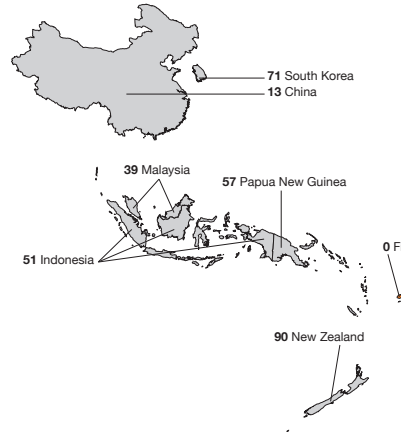 71 South Korea
13 China
39 Malaysia
57 Papua New Guinea
51 Indonesia
0 F
90 New Zealand